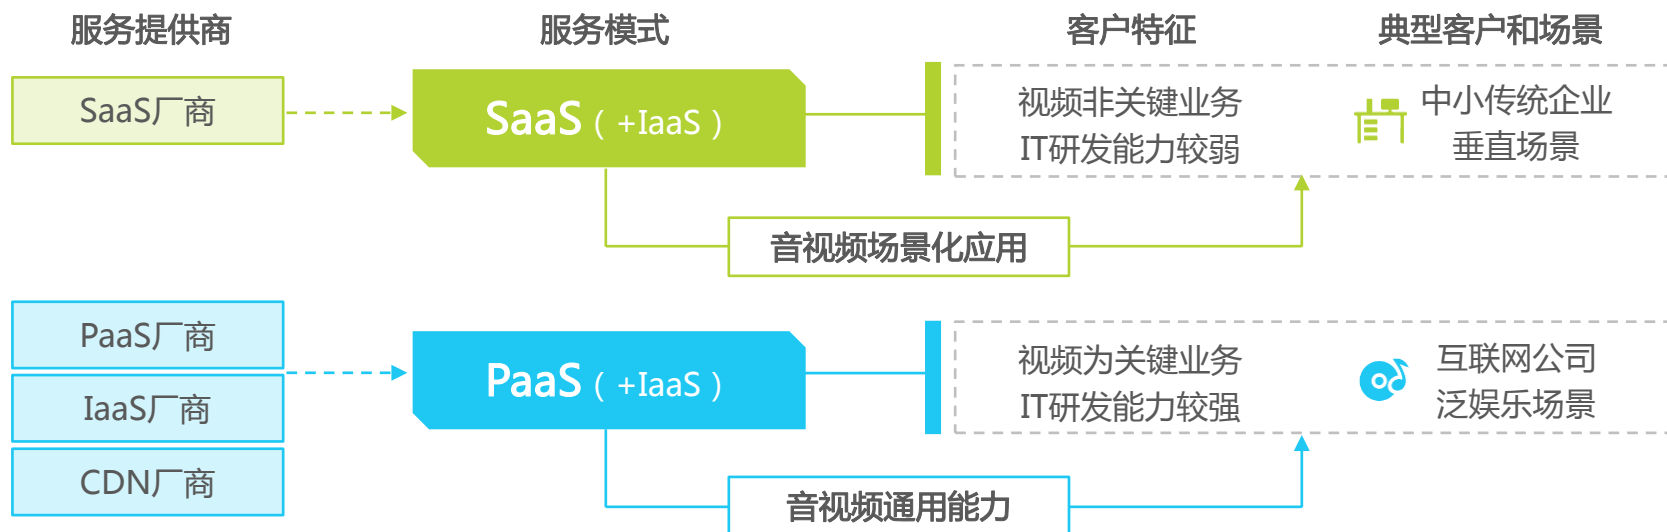 服务提供商
服务模式
客户特征
典型客户和场景
SaaS厂商
SaaS（+IaaS）
视频非关键业务
IT研发能力较弱
中小传统企业
垂直场景
音视频场景化应用
PaaS厂商
IaaS厂商
CDN厂商
PaaS（+IaaS）
视频为关键业务
IT研发能力较强
互联网公司
泛娱乐场景
音视频通用能力